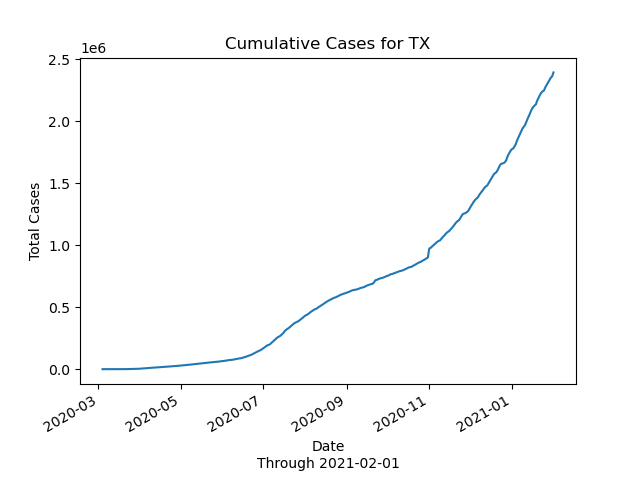 Cumulative Cases for TX
1e6
2.5
2.0
1.5
1.0
0.5
0.0
Total Cases
2020-03
2020-05
2020-07
2020-09
2020-11
2021-01
Date
Through 2021-02-01